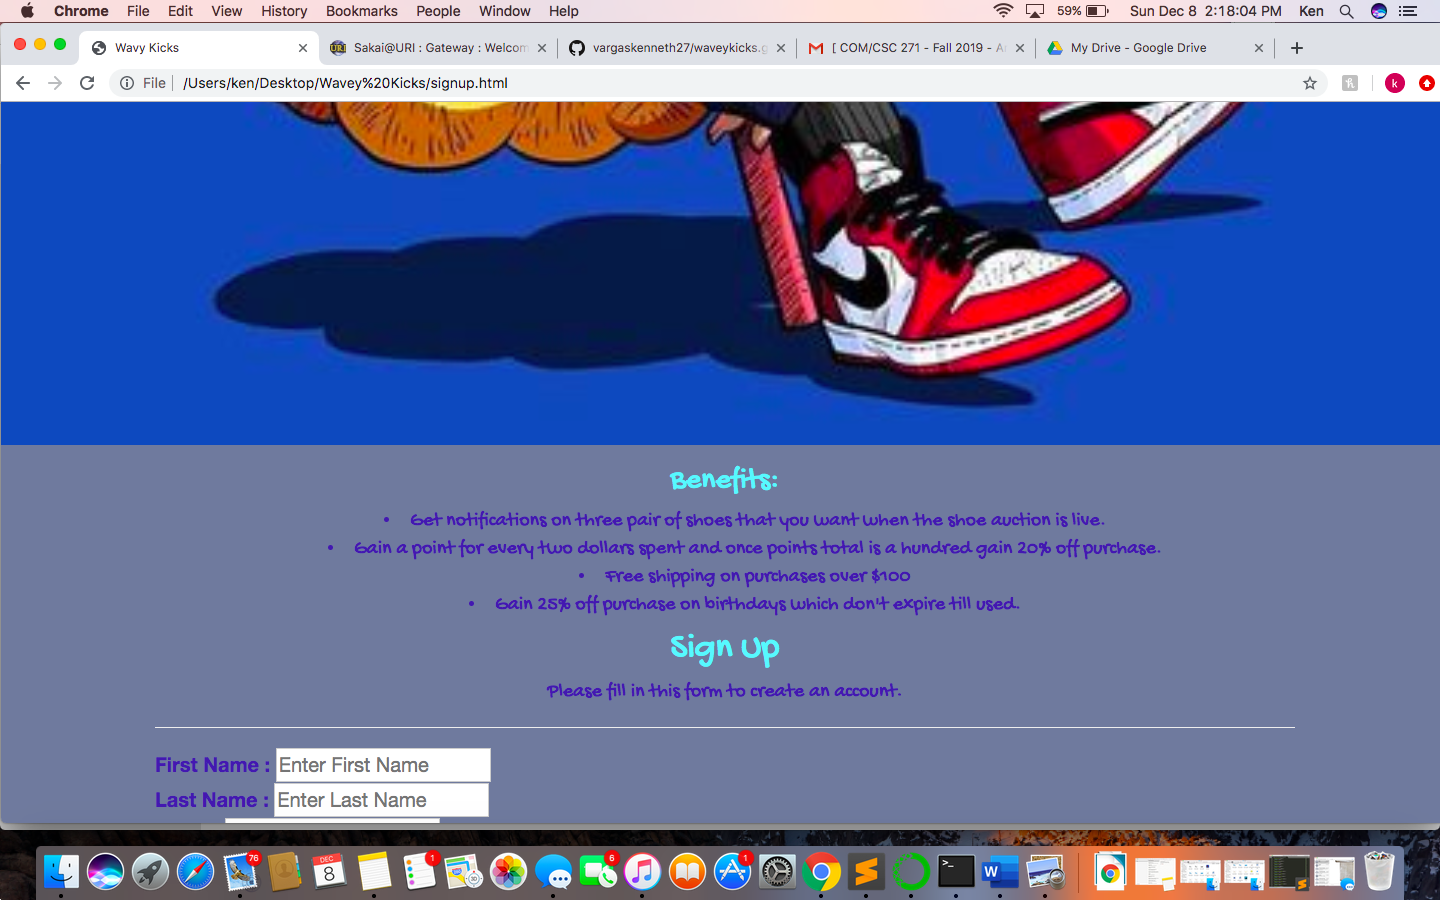 Chrome File Edit View History Bookmarks People Window Help 59% Sun Dec 8 2:18:04 PM Ken
Wavy Kicks Sakai@URI : Gateway : Welcom vargaskenneth27/waveykicks.g [ COM/CSC 271 - Fall 2019 - A My Drive - Google Drive
File /Users/ken/Desktop/Wavey%20Kicks/signup.html k
Benefits:
• Get notifications on three pair of shoes that you want when the shoe auction is live.
• Gain a point for every two dollars spent and once points total is a hundred gain 20% off purchase.
• Free shipping on purchases over $100
• Gain 25% off purchase on birthdays which don't expire till used.
Sign Up
Please fill in this form to create an account.
First Name : Enter First Name
Last Name : Enter Last Name
76 DEC 8 1 6 1 >_ W